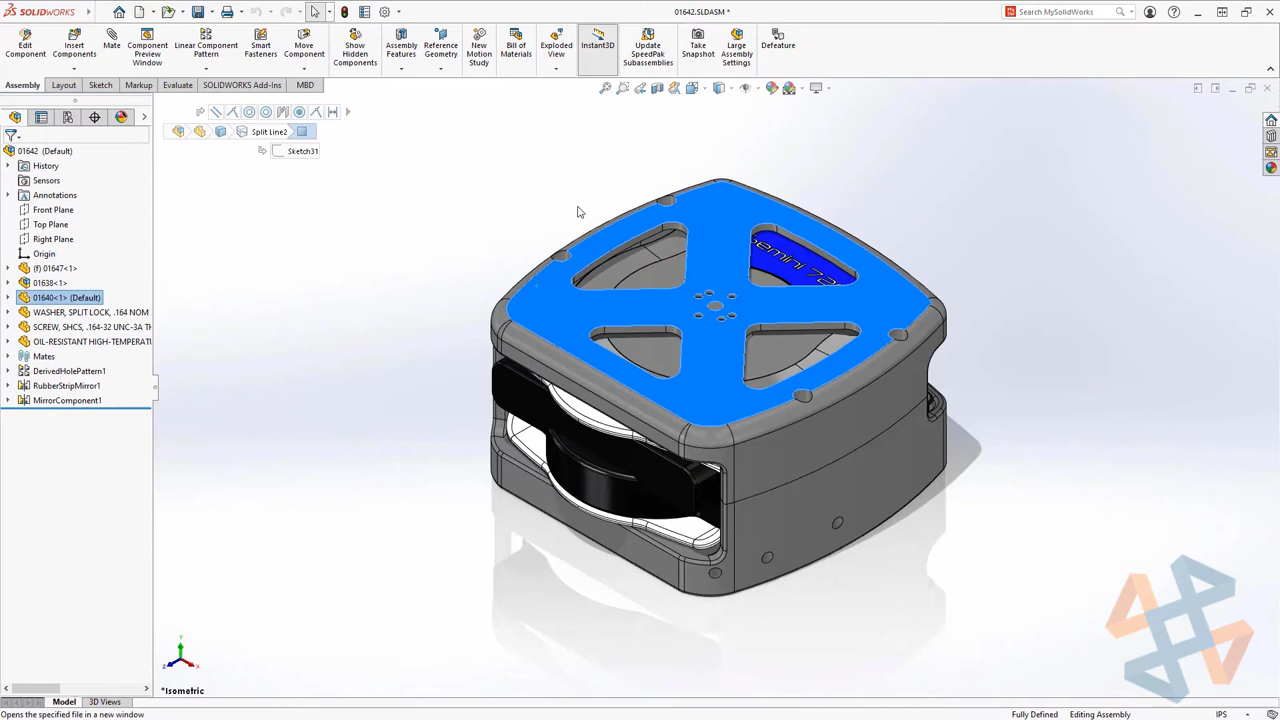 SOLIDWORKS
01642.SLDASM *
Search MySolidWorks
Edit Component
Insert Components
Mate
Component Preview Window
Linear Component Pattern
Smart Fasteners
Move Component
Show Hidden Components
Assembly Features
Reference Geometry
New Motion Study
Bill of Materials
Exploded View
Instant3D
Update SpeedPak Subassemblies
Take Snapshot
Large Assembly Settings
Defeature
Assembly
Layout
Sketch
Markup
Evaluate
SOLIDWORKS Add-Ins
MBD
Split Line2
Sketch31
01642 (Default)
History
Sensors
Annotations
Front Plane
Top Plane
Right Plane
Origin
(f) 01647<1>
01638<1>
01640<1> (Default)
WASHER, SPLIT LOCK, .164 NOM
SCREW, SHCS, .164-32 UNC-3A TH
OIL-RESISTANT HIGH-TEMPERATU
Mates
DerivedHolePattern1
RubberStripMirror1
MirrorComponent1
emini 72
Y
Z
X
*Isometric
Model
3D Views
Opens the specified file in a new window
Fully Defined
Editing Assembly
IPS